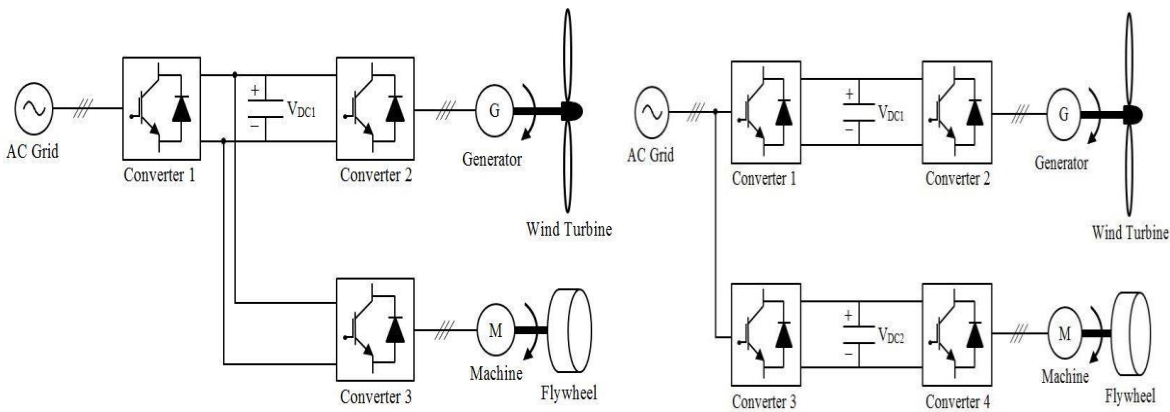 +
V_DC1
−
G
AC Grid
Converter 1
Converter 2
Generator
Wind Turbine
M
Converter 3
Machine
Flywheel
+
V_DC1
−
G
AC Grid
Converter 1
Converter 2
Generator
Wind Turbine
+
V_DC2
−
M
Converter 3
Converter 4
Machine
Flywheel